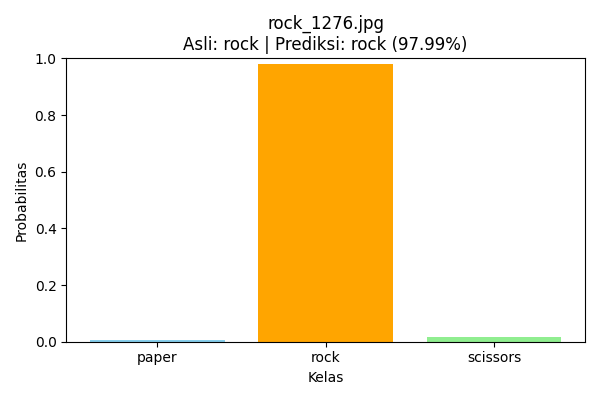 rock_1276.jpg
Asli: rock | Prediksi: rock (97.99%)
1.0
0.8
0.6
0.4
0.2
0.0
Probabilitas
paper
rock
scissors
Kelas